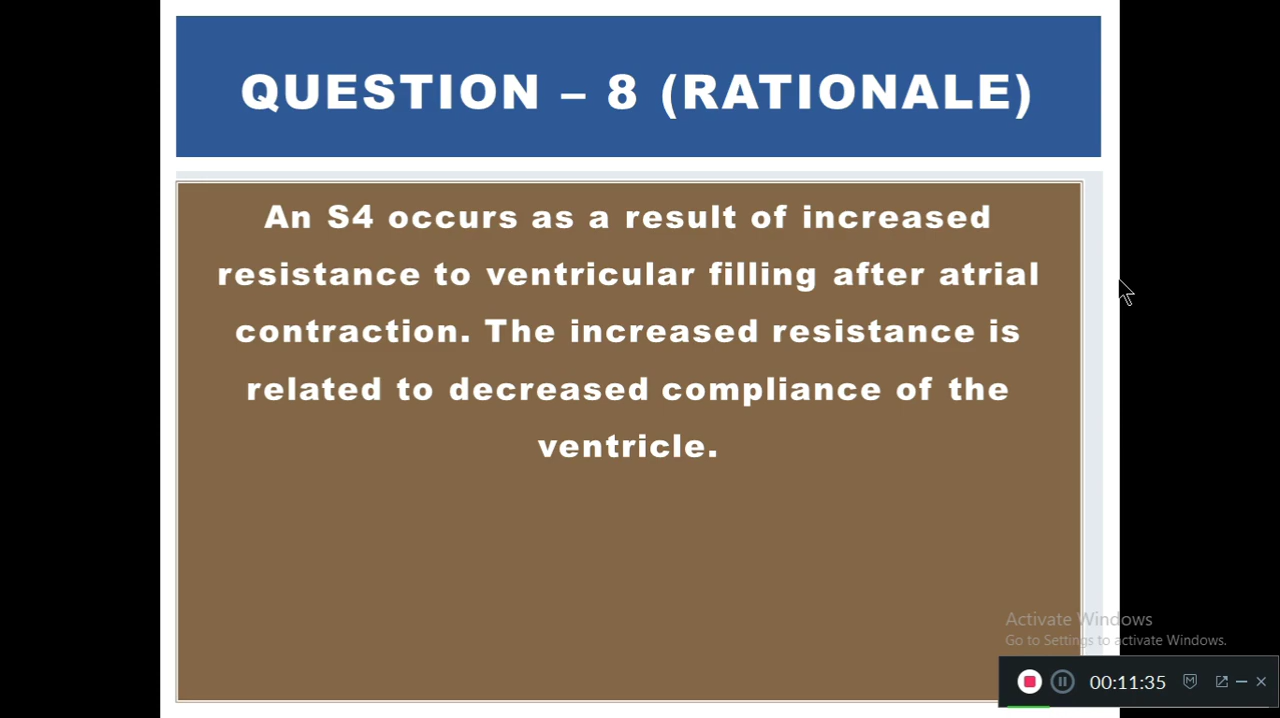 QUESTION – 8 (RATIONALE)
An S4 occurs as a result of increased
resistance to ventricular filling after atrial
contraction. The increased resistance is
related to decreased compliance of the
ventricle.
Activate Windows
Go to Settings to activate Windows.
00:11:35